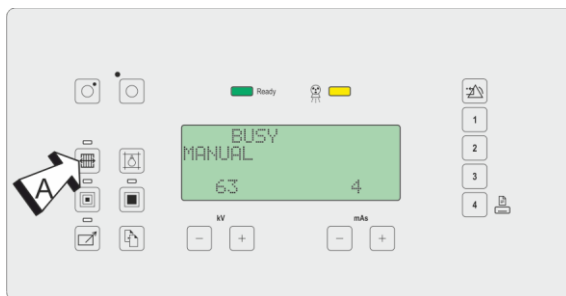 Ready
BUSY
MANUAL
63 4
kV mAs
- + - +
A
1
2
3
4